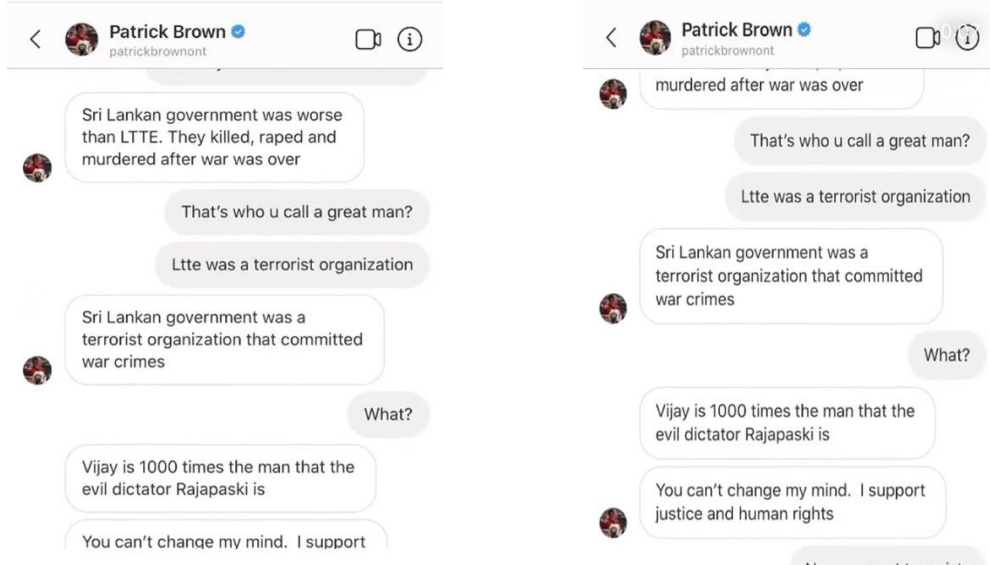 Patrick Brown
patrickbrownont
Sri Lankan government was worse
than LTTE. They killed, raped and
murdered after war was over
That's who u call a great man?
Ltte was a terrorist organization
Sri Lankan government was a
terrorist organization that committed
war crimes
What?
Vijay is 1000 times the man that the
evil dictator Rajapaski is
You can't change my mind. I support
Patrick Brown
patrickbrownont
murdered after war was over
That's who u call a great man?
Ltte was a terrorist organization
Sri Lankan government was a
terrorist organization that committed
war crimes
What?
Vijay is 1000 times the man that the
evil dictator Rajapaski is
You can't change my mind. I support
justice and human rights